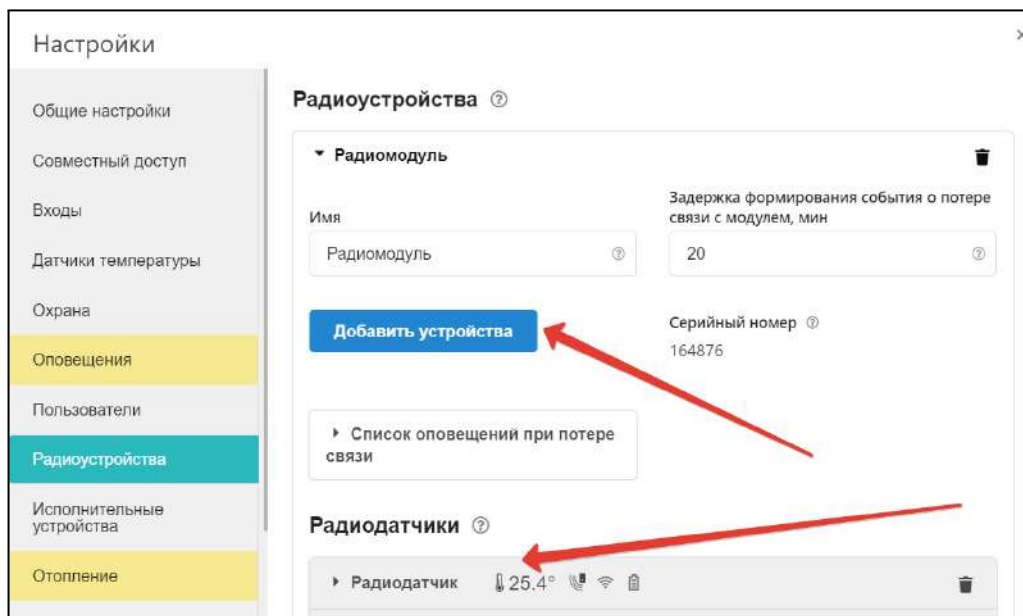 Настройки
Общие настройки
Совместный доступ
Входы
Датчики температуры
Охрана
Оповещения
Пользователи
Радиоустройства
Исполнительные
устройства
Отопление
Радиоустройства
Радиомодуль
Имя
Радиомодуль
Задержка формирования события о потере
связи с модулем, мин
20
Добавить устройства
Серийный номер
164876
Список оповещений при потере
связи
Радиодатчики
Радиодатчик 25.4°